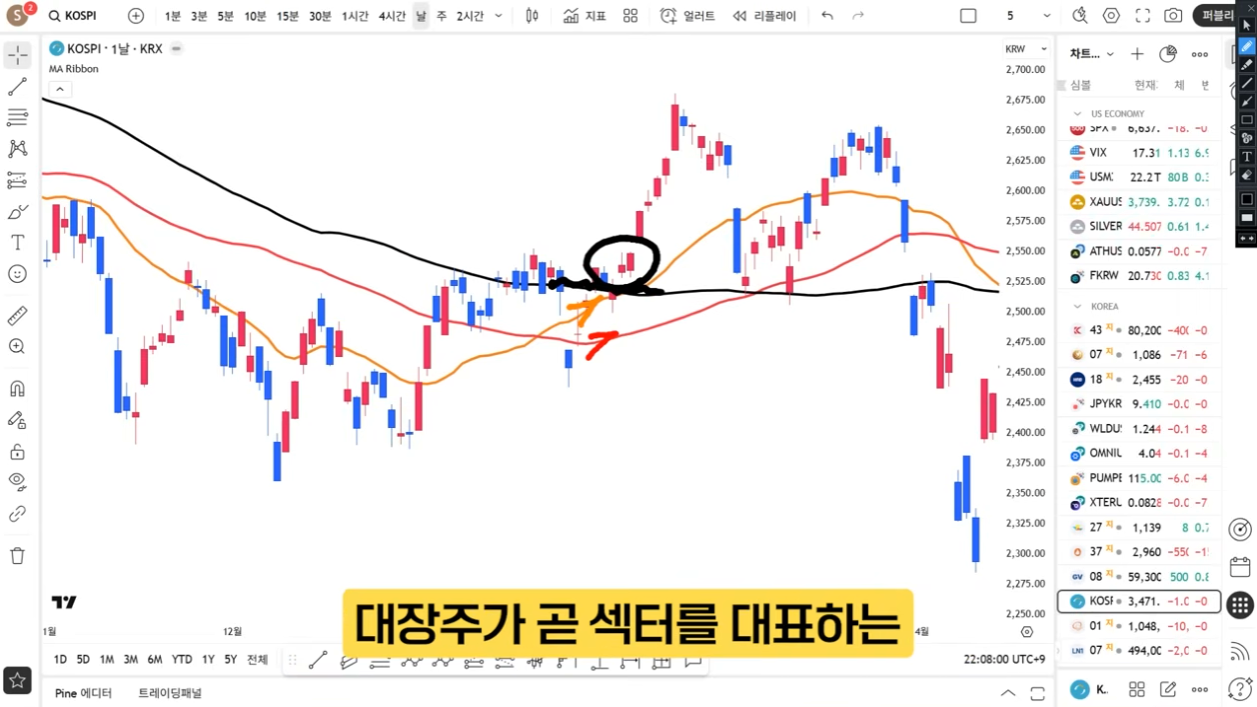 S 2 KOSPI 1분 3분 5분 10분 15분 30분 1시간 4시간 날 주 2시간 지표 얼러트 리플레이 5 퍼블리
KOSPI · 1날 · KRX
MA Ribbon
KRW
2,700.00
2,675.00
2,650.00
2,625.00
2,600.00
2,575.00
2,550.00
2,525.00
2,500.00
2,475.00
2,450.00
2,425.00
2,400.00
2,375.00
2,350.00
2,325.00
2,300.00
2,275.00
2,250.00
차트...
심볼 현재 체
US ECONOMY
SPX 6,637. -18. -0
VIX 17.31 1.13 6.9
USM 22.2T 80B 0.3
XAUUS 3,739. 3.72 0.1
SILVER 44.507 0.61 1.4
ATHUS 0.0577 -0.0 -7
FKRW 20.730 0.83 4.1
KOREA
43 지 80,200 -400 -0
07 지 1,086 -71 -6
18 지 2,455 -20 -0
JPYKR 9.410 -0.0 -0
WLDUS 1.244 -0.1 -8
OMNIU 4.04 -0.1 -4
PUMPE 115.00 -6.0 -4
XTERU 0.0828 -0.0 -7
27 지 1,139 8 0.7
37 지 2,960 -550 -1
08 지 59,300 500 0.8
KOSF 3,471. -1.0 -0
01 지 1,048, -10, -0
07 지 494,00 -2,0 -0
1월 12월 4월
대장주가 곧 섹터를 대표하는
1D 5D 1M 3M 6M YTD 1Y 5Y 전체 22:08:00 UTC+9
Pine 에디터 트레이딩패널 K.